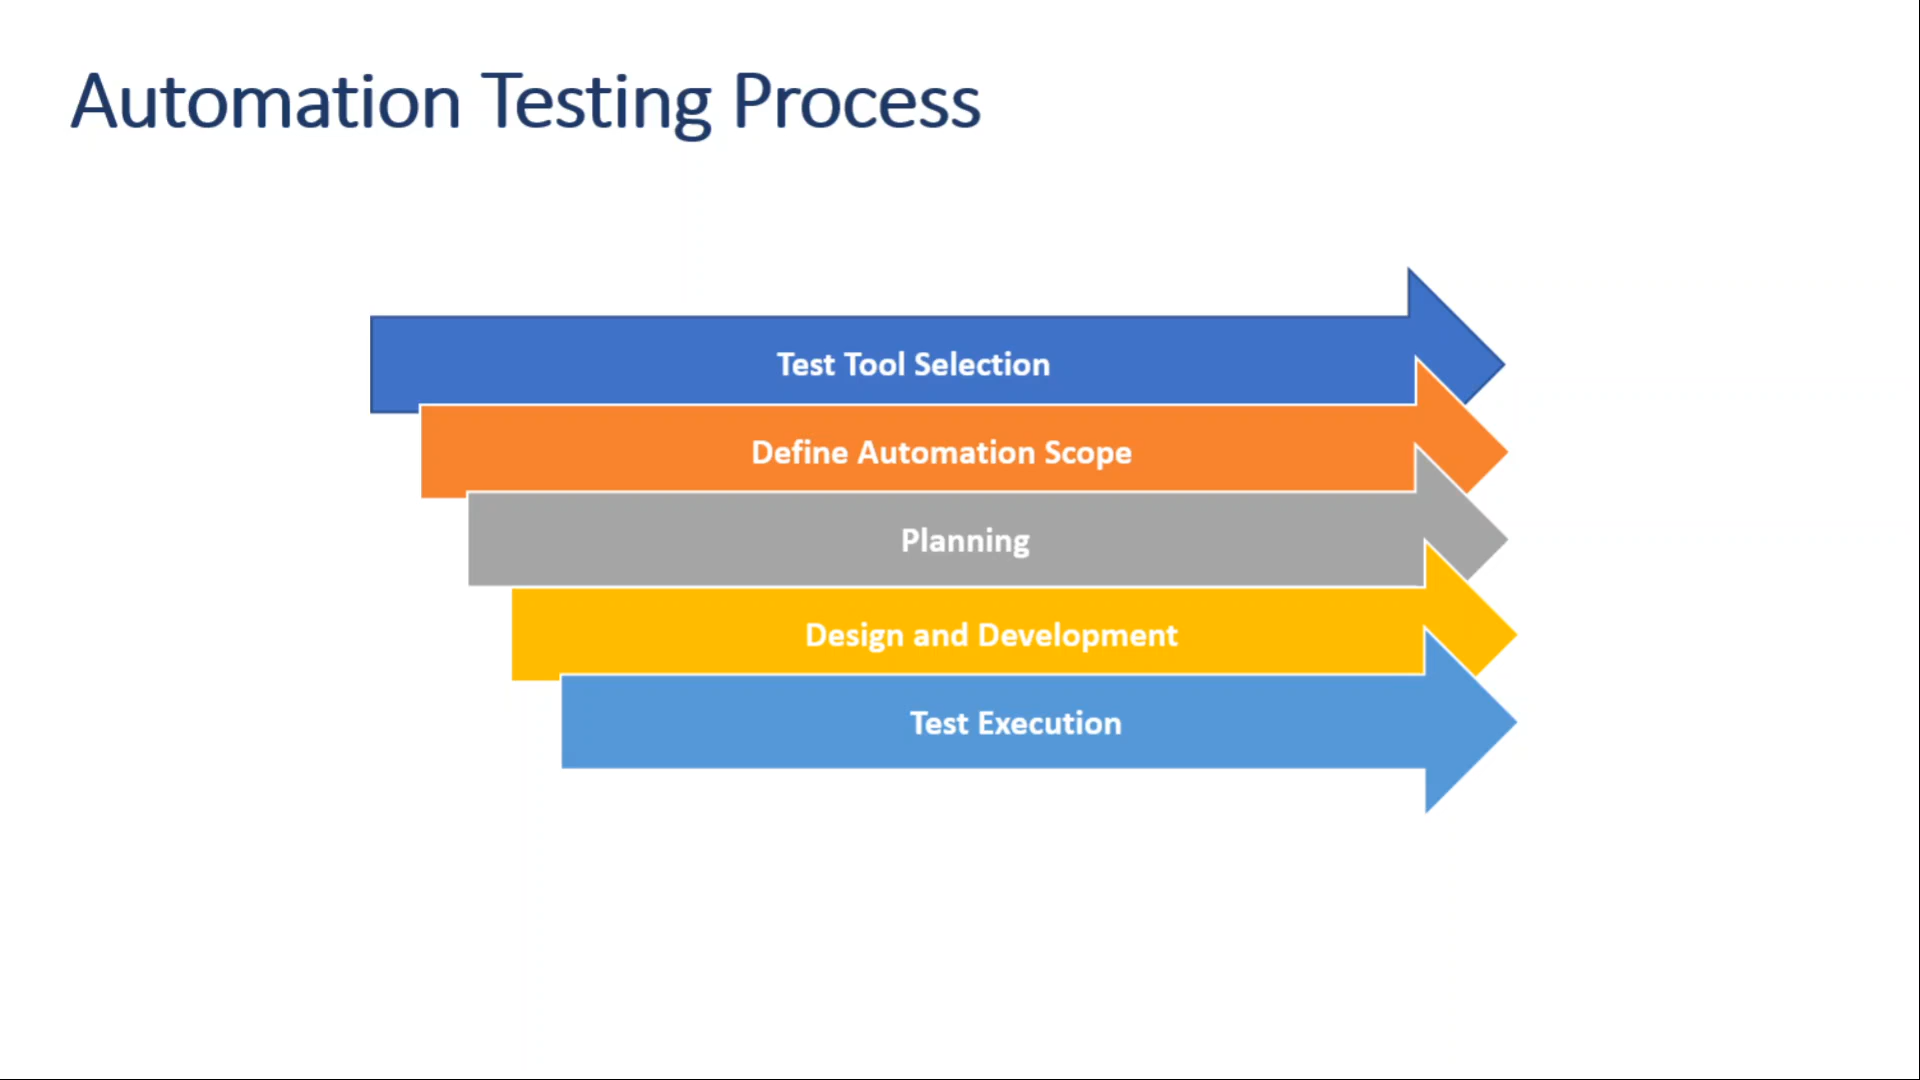 Automation Testing Process
Test Tool Selection
Define Automation Scope
Planning
Design and Development
Test Execution